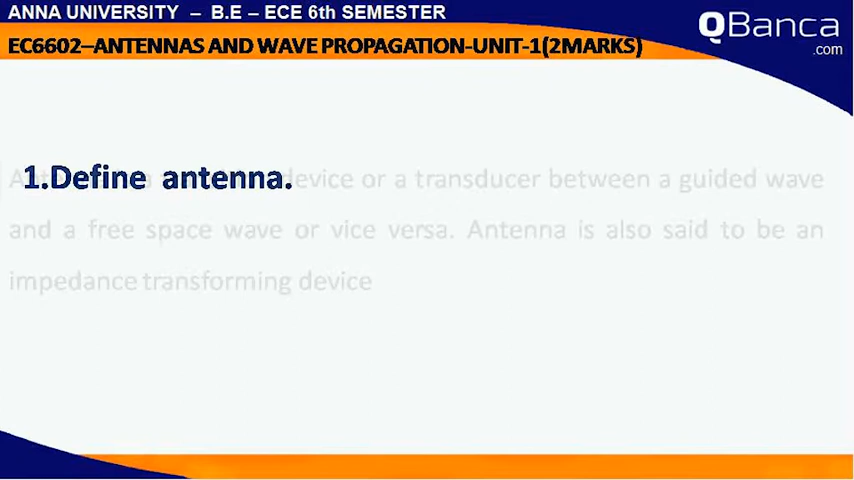 ANNA UNIVERSITY – B.E – ECE 6th SEMESTER
EC6602–ANTENNAS AND WAVE PROPAGATION-UNIT-1(2MARKS)
QBanca
.com
1.Define antenna.
device or a transducer between a guided wave
and a free space wave or vice versa. Antenna is also said to be an
impedance transforming device